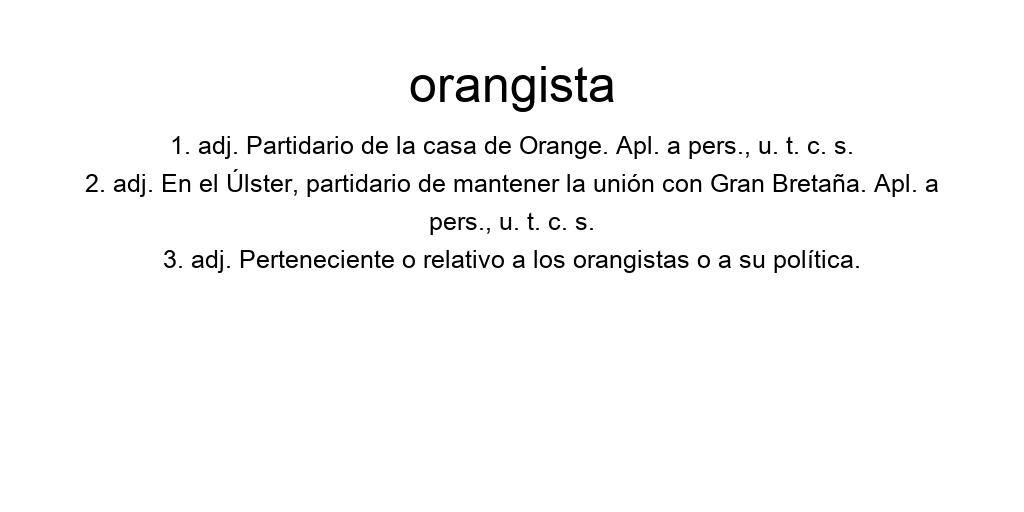 orangista
1. adj. Partidario de la casa de Orange. Apl. a pers., u. t. c. s.
2. adj. En el Úlster, partidario de mantener la unión con Gran Bretaña. Apl. a
pers., u. t. c. s.
3. adj. Perteneciente o relativo a los orangistas o a su política.